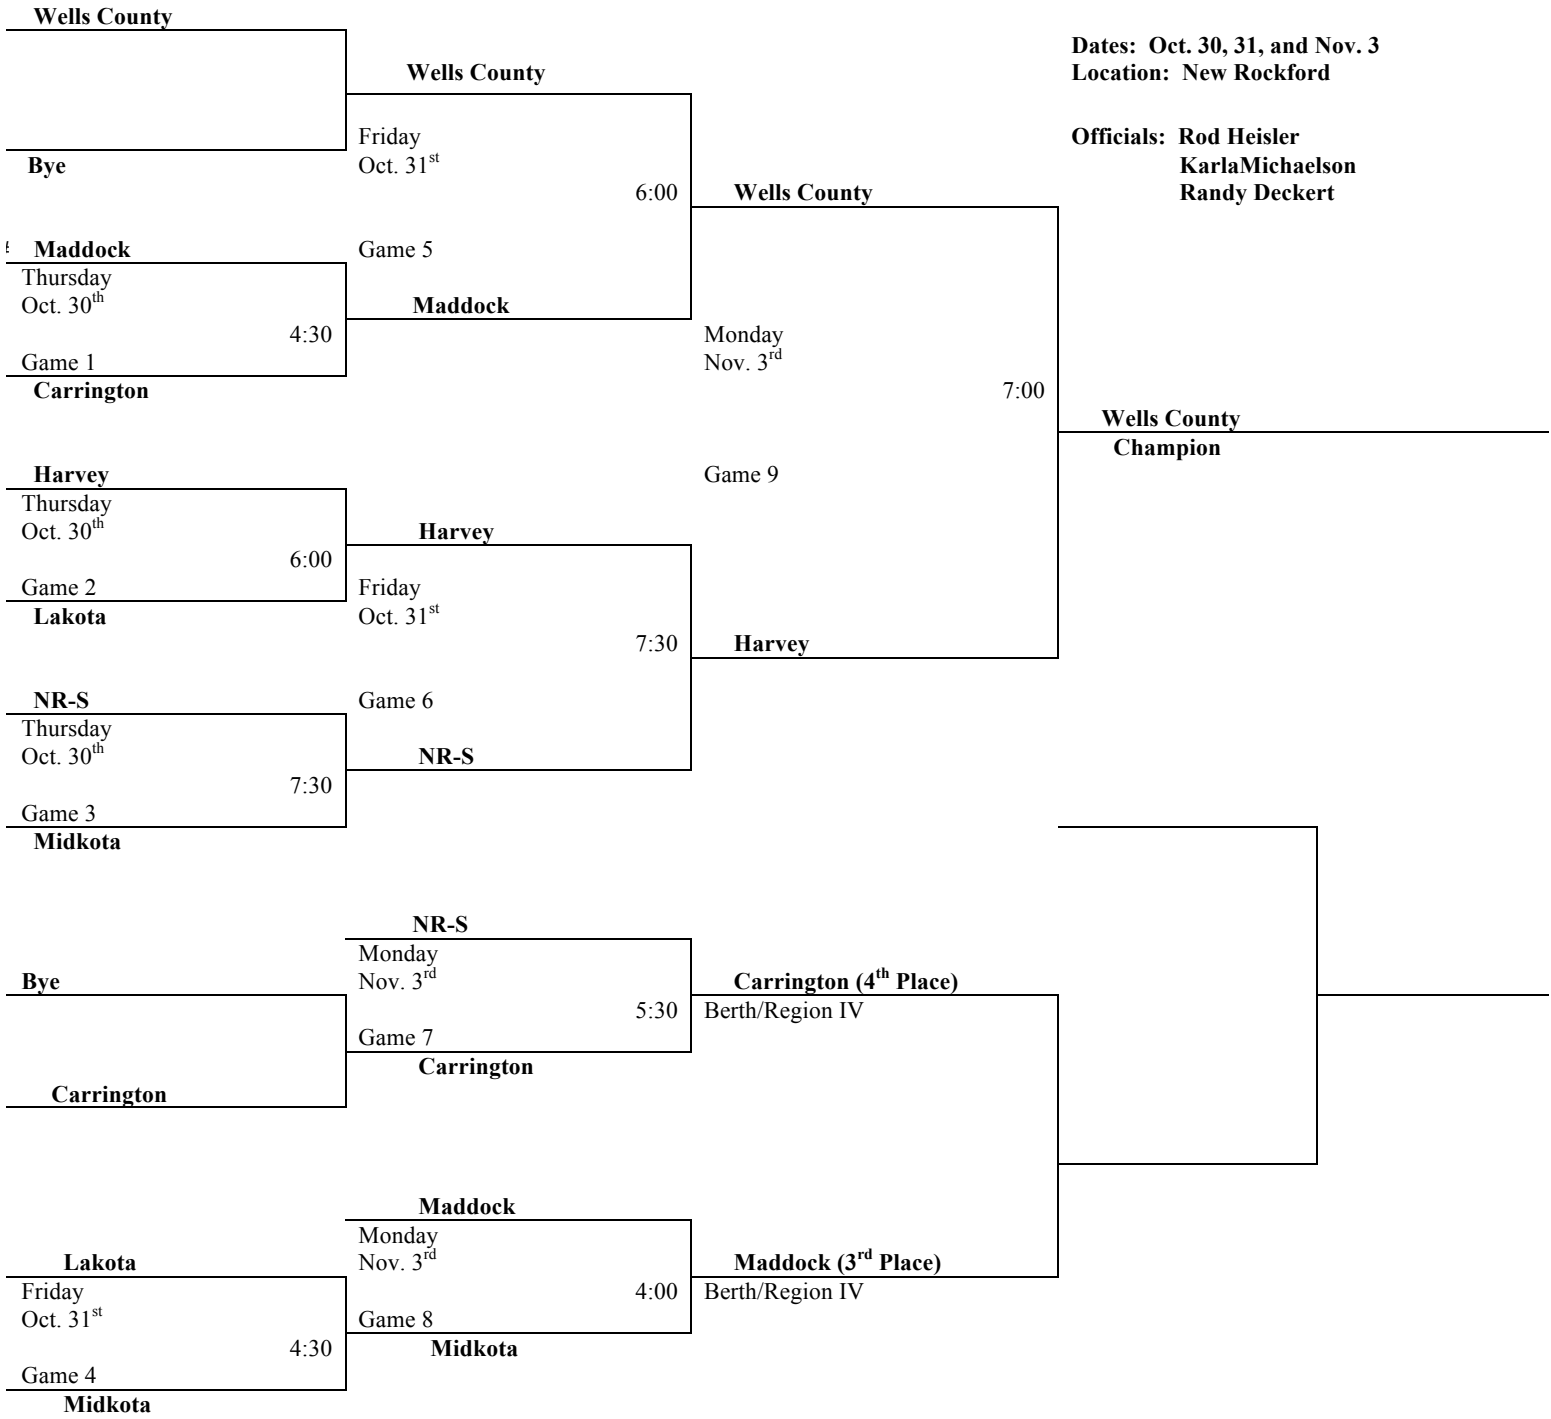 Wells County
Dates:  Oct. 30, 31, and Nov. 3
Wells County
Location:  New Rockford
Friday
Officials:  Rod Heisler
Bye
Oct. 31st
KarlaMichaelson
6:00
Wells County
Randy Deckert
Maddock
Game 5
Thursday
Oct. 30th
Maddock
4:30
Monday
Game 1
Nov. 3rd
Carrington
7:00
Wells County
Champion
Harvey
Game 9
Thursday
Oct. 30th
Harvey
6:00
Game 2
Friday
Lakota
Oct. 31st
7:30
Harvey
NR-S
Game 6
Thursday
Oct. 30th
NR-S
7:30
Game 3
Midkota
NR-S
Monday
Bye
Nov. 3rd
Carrington (4th Place)
5:30
Berth/Region IV
Game 7
Carrington
Carrington
Maddock
Monday
Lakota
Nov. 3rd
Maddock (3rd Place)
Friday
4:00
Berth/Region IV
Oct. 31st
Game 8
4:30
Midkota
Game 4
Midkota